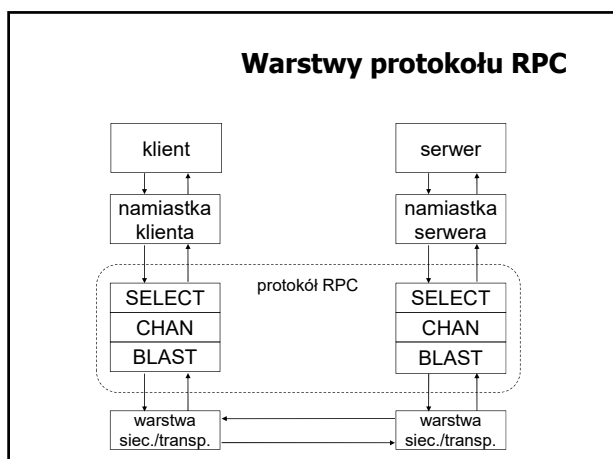 Warstwy protokołu RPC
klient
serwer
namiastka
klienta
namiastka
serwera
protokół RPC
SELECT
CHAN
BLAST
SELECT
CHAN
BLAST
warstwa
siec./transp.
warstwa
siec./transp.